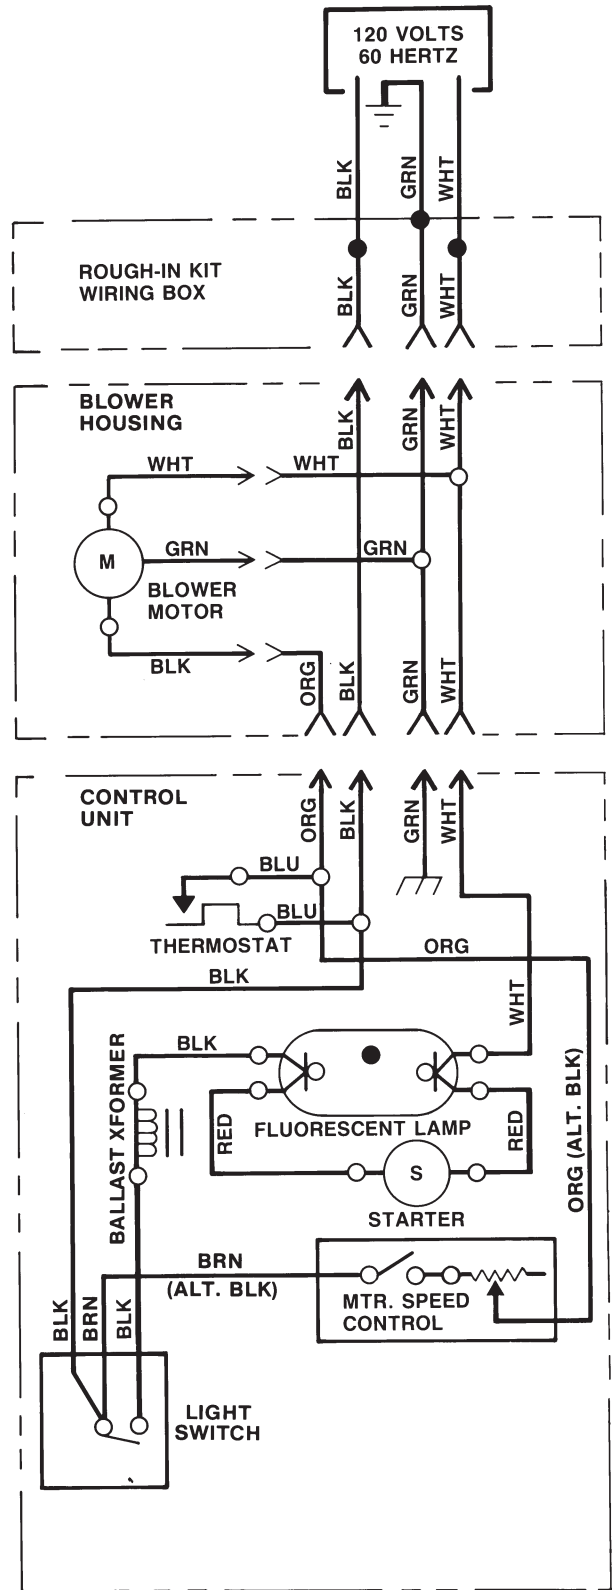 120 VOLTS
60 HERTZ
BLK
GRN
WHT
ROUGH-IN KIT
WIRING BOX
BLK
GRN
WHT
BLOWER
HOUSING
BLK
GRN
WHT
WHT
WHT
M
GRN
GRN
BLOWER
MOTOR
BLK
ORG
BLK
GRN
WHT
CONTROL
UNIT
ORG
BLK
GRN
WHT
BLU
BLU
THERMOSTAT
ORG
BLK
WHT
BLK
BALLAST XFORMER
RED
FLUORESCENT LAMP
RED
ORG (ALT. BLK)
S
STARTER
BRN
(ALT. BLK)
MTR. SPEED
CONTROL
BLK
BRN
BLK
LIGHT
SWITCH